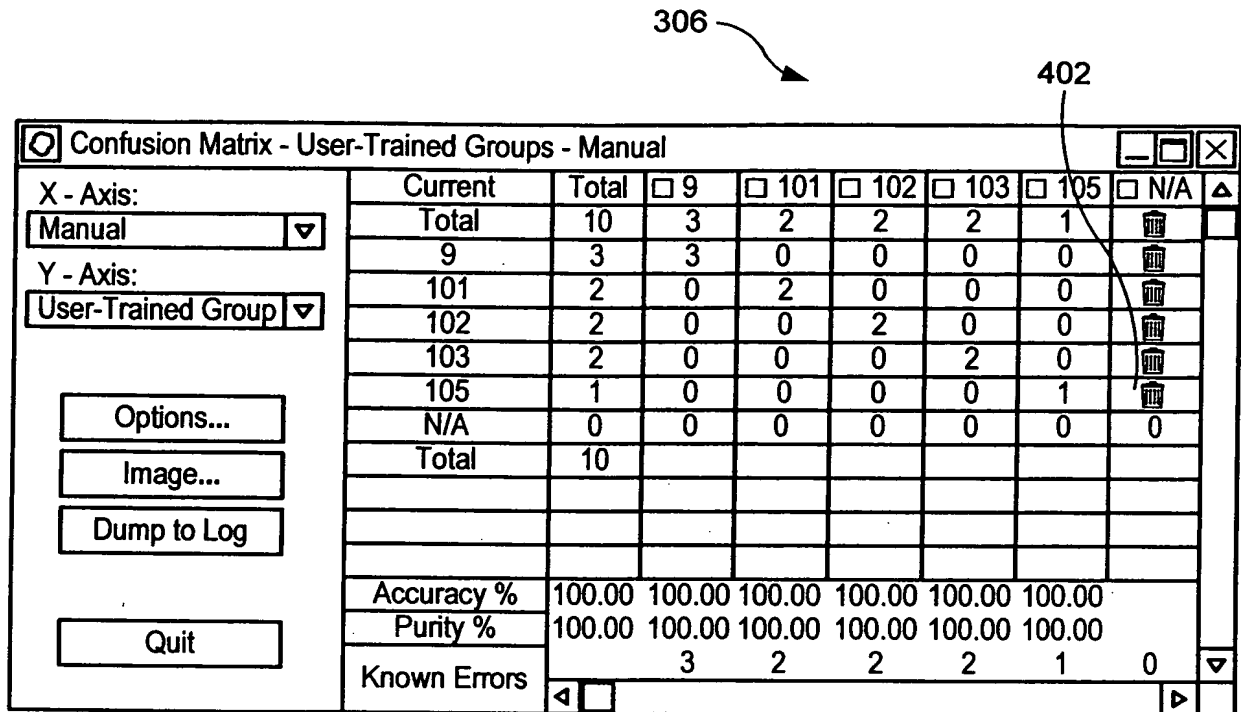 306
402
Confusion Matrix - User-Trained Groups - Manual
X - Axis:
Manual
Y - Axis:
User-Trained Group
Options...
Image...
Dump to Log
Quit
Current Total 9 101 102 103 105 N/A
Total 10 3 2 2 2 1
9 3 3 0 0 0 0
101 2 0 2 0 0 0
102 2 0 0 2 0 0
103 2 0 0 0 2 0
105 1 0 0 0 0 1
N/A 0 0 0 0 0 0 0
Total 10
Accuracy % 100.00 100.00 100.00 100.00 100.00 100.00
Purity % 100.00 100.00 100.00 100.00 100.00 100.00
Known Errors 3 2 2 2 1 0